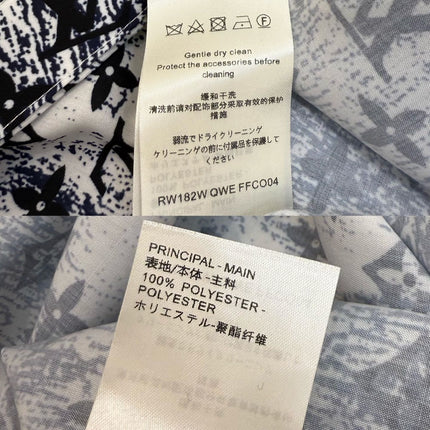 Gentle dry clean
Protect the accessories before
cleaning
缓和干洗
清洗前请对配饰部分采取有效的保护
措施
弱流でドライクリーニング
ケリーニングの前に付属品を保護して
ください
RW182W QWE FFCO04
PRINCIPAL - MAIN
表地/本体 - 主料
100% POLYESTER -
POLYESTER
ホリエステル-聚酯纤维